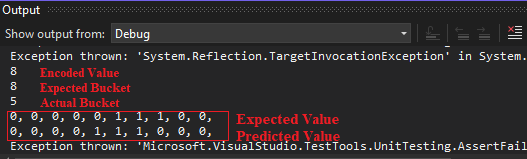 Output
Show output from: Debug
Exception thrown: 'System.Reflection.TargetInvocationException' in System.
8 Encoded Value
8 Expected Bucket
5 Actual Bucket
0, 0, 0, 0, 0, 1, 1, 1, 0, 0, Expected Value
0, 0, 0, 0, 1, 1, 1, 0, 0, 0, Predicted Value
Exception thrown: 'Microsoft.VisualStudio.TestTools.UnitTesting.AssertFail